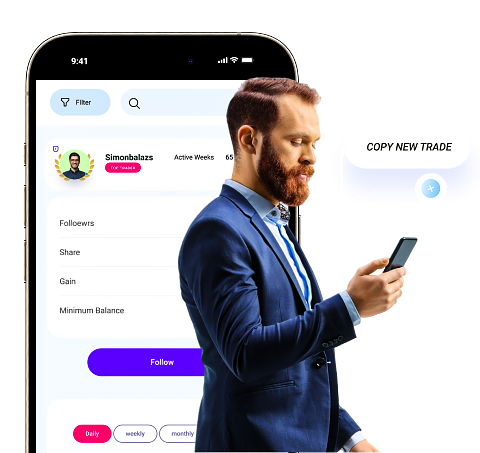 9:41
Filter
Simonbalazs
TOP TRADER
Active Weeks 65
COPY NEW TRADE
Folloewrs
Share
Gain
Minimum Balance
Follow
Daily weekly monthly